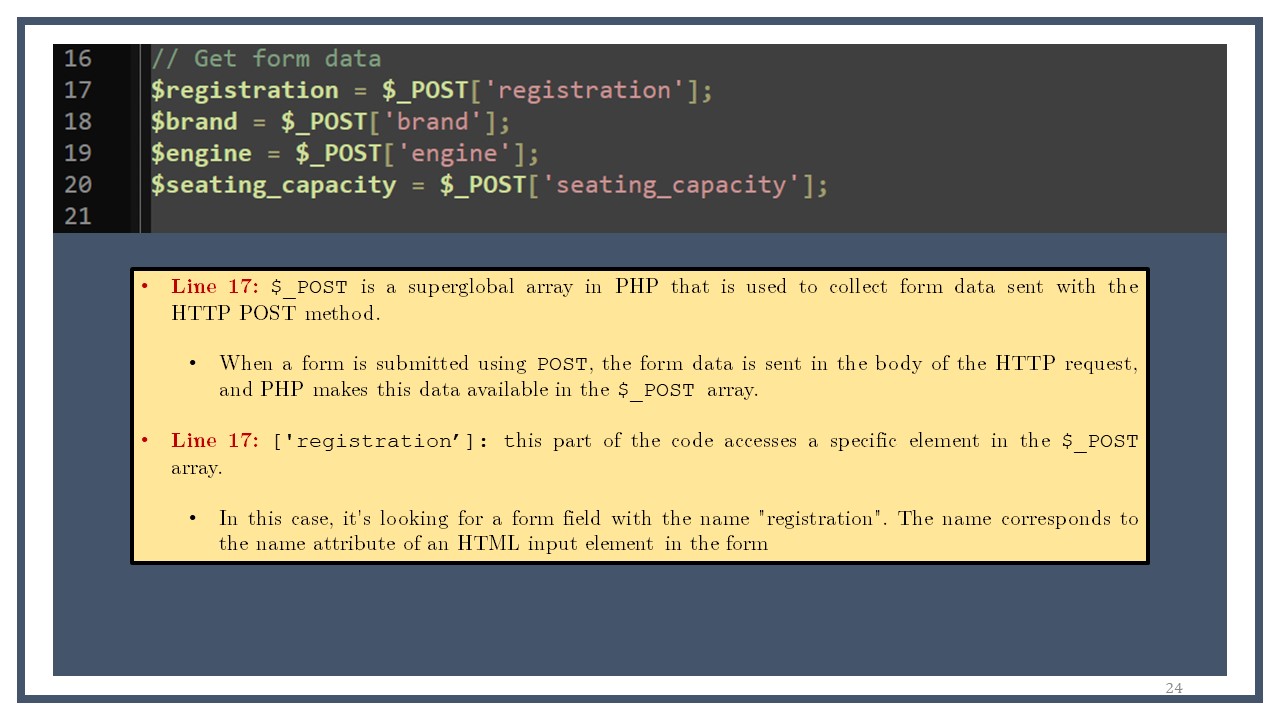 16 // Get form data
17 $registration = $_POST['registration'];
18 $brand = $_POST['brand'];
19 $engine = $_POST['engine'];
20 $seating_capacity = $_POST['seating_capacity'];
21
• Line 17: $_POST is a superglobal array in PHP that is used to collect form data sent with the
HTTP POST method.
• When a form is submitted using POST, the form data is sent in the body of the HTTP request,
and PHP makes this data available in the $_POST array.
• Line 17: ['registration’]: this part of the code accesses a specific element in the $_POST
array.
• In this case, it's looking for a form field with the name "registration". The name corresponds to
the name attribute of an HTML input element in the form
24